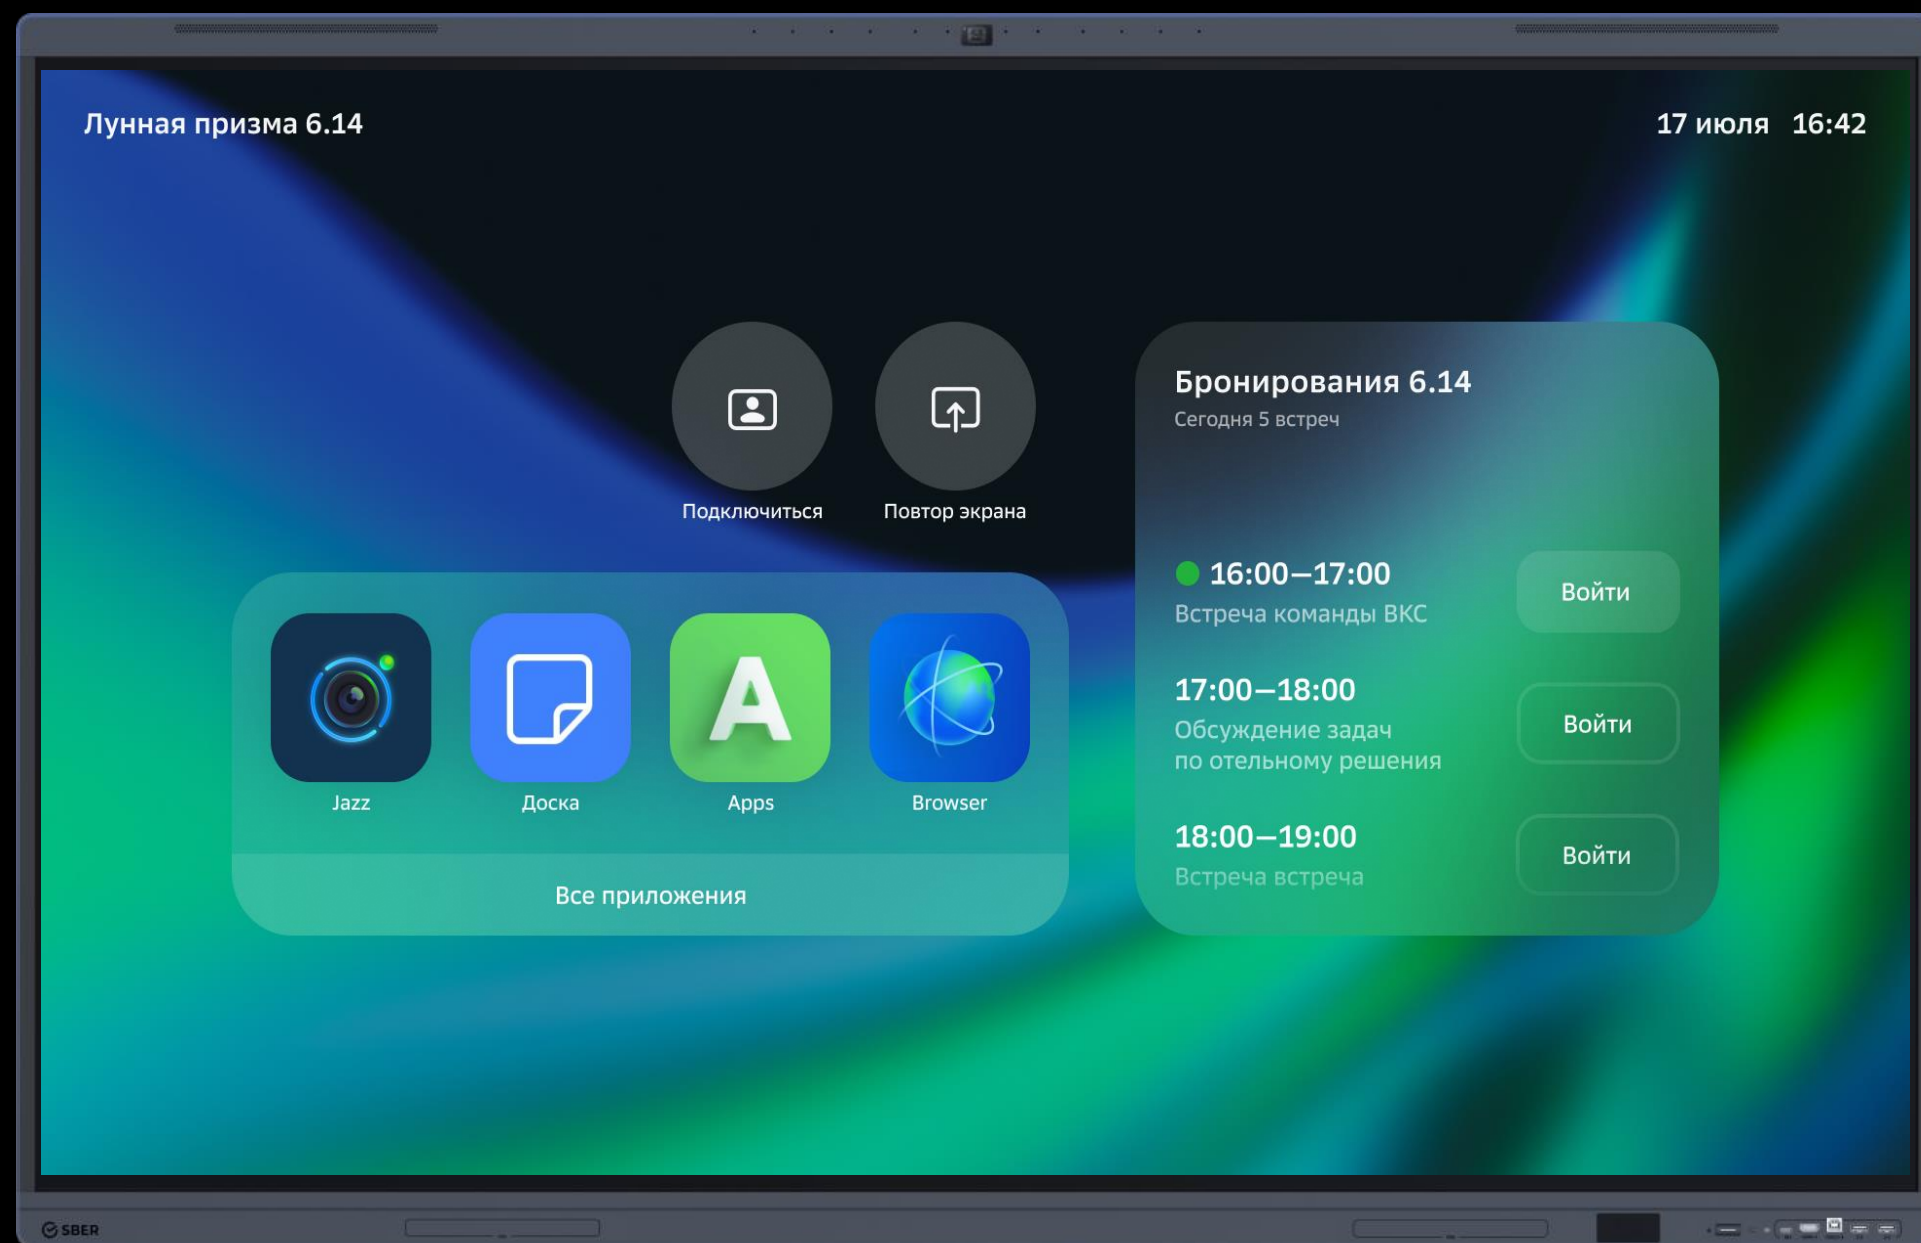 Лунная призма 6.14
17 июля 16:42
Подключиться
Повтор экрана
Jazz
Доска
Apps
Browser
Все приложения
Бронирования 6.14
Сегодня 5 встреч
16:00—17:00
Встреча команды ВКС
Войти
17:00—18:00
Обсуждение задач
по отельному решения
Войти
18:00—19:00
Встреча встреча
Войти
SBER